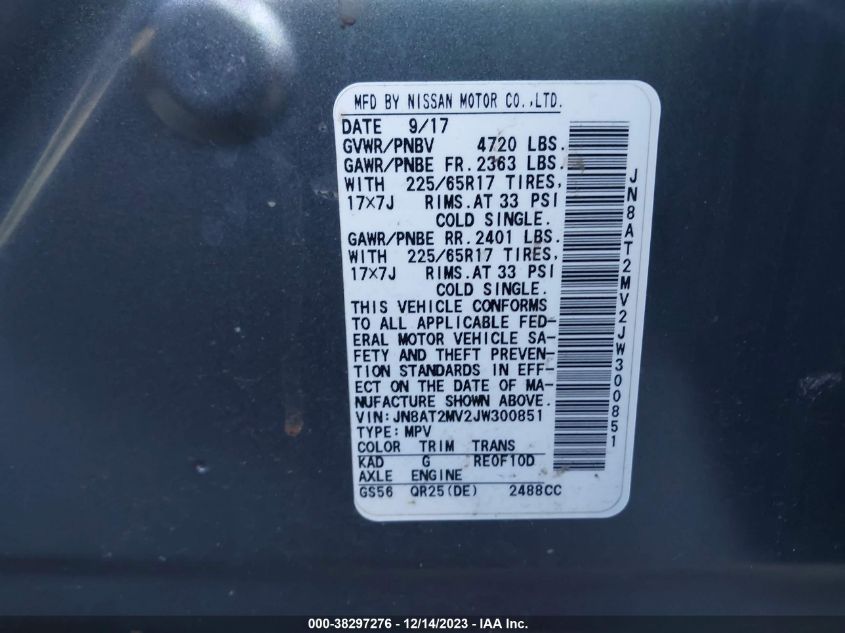 MFD BY NISSAN MOTOR CO.,LTD.
DATE 9/17
GVWR/PNBV 4720 LBS.
GAWR/PNBE FR.2363 LBS.
WITH 225/65R17 TIRES,
17×7J RIMS.AT 33 PSI
COLD SINGLE.
GAWR/PNBE RR.2401 LBS.
WITH 225/65R17 TIRES,
17×7J RIMS.AT 33 PSI
COLD SINGLE.
THIS VEHICLE CONFORMS
TO ALL APPLICABLE FED-
ERAL MOTOR VEHICLE SA-
FETY AND THEFT PREVEN-
TION STANDARDS IN EFF-
ECT ON THE DATE OF MA-
NUFACTURE SHOWN ABOVE.
VIN:JN8AT2MV2JW300851
TYPE:MPV
COLOR TRIM TRANS
KAD G RE0F10D
AXLE ENGINE
GS56 QR25(DE) 2488CC
JN8AT2MV2JW300851
000-38297276 - 12/14/2023 - IAA Inc.